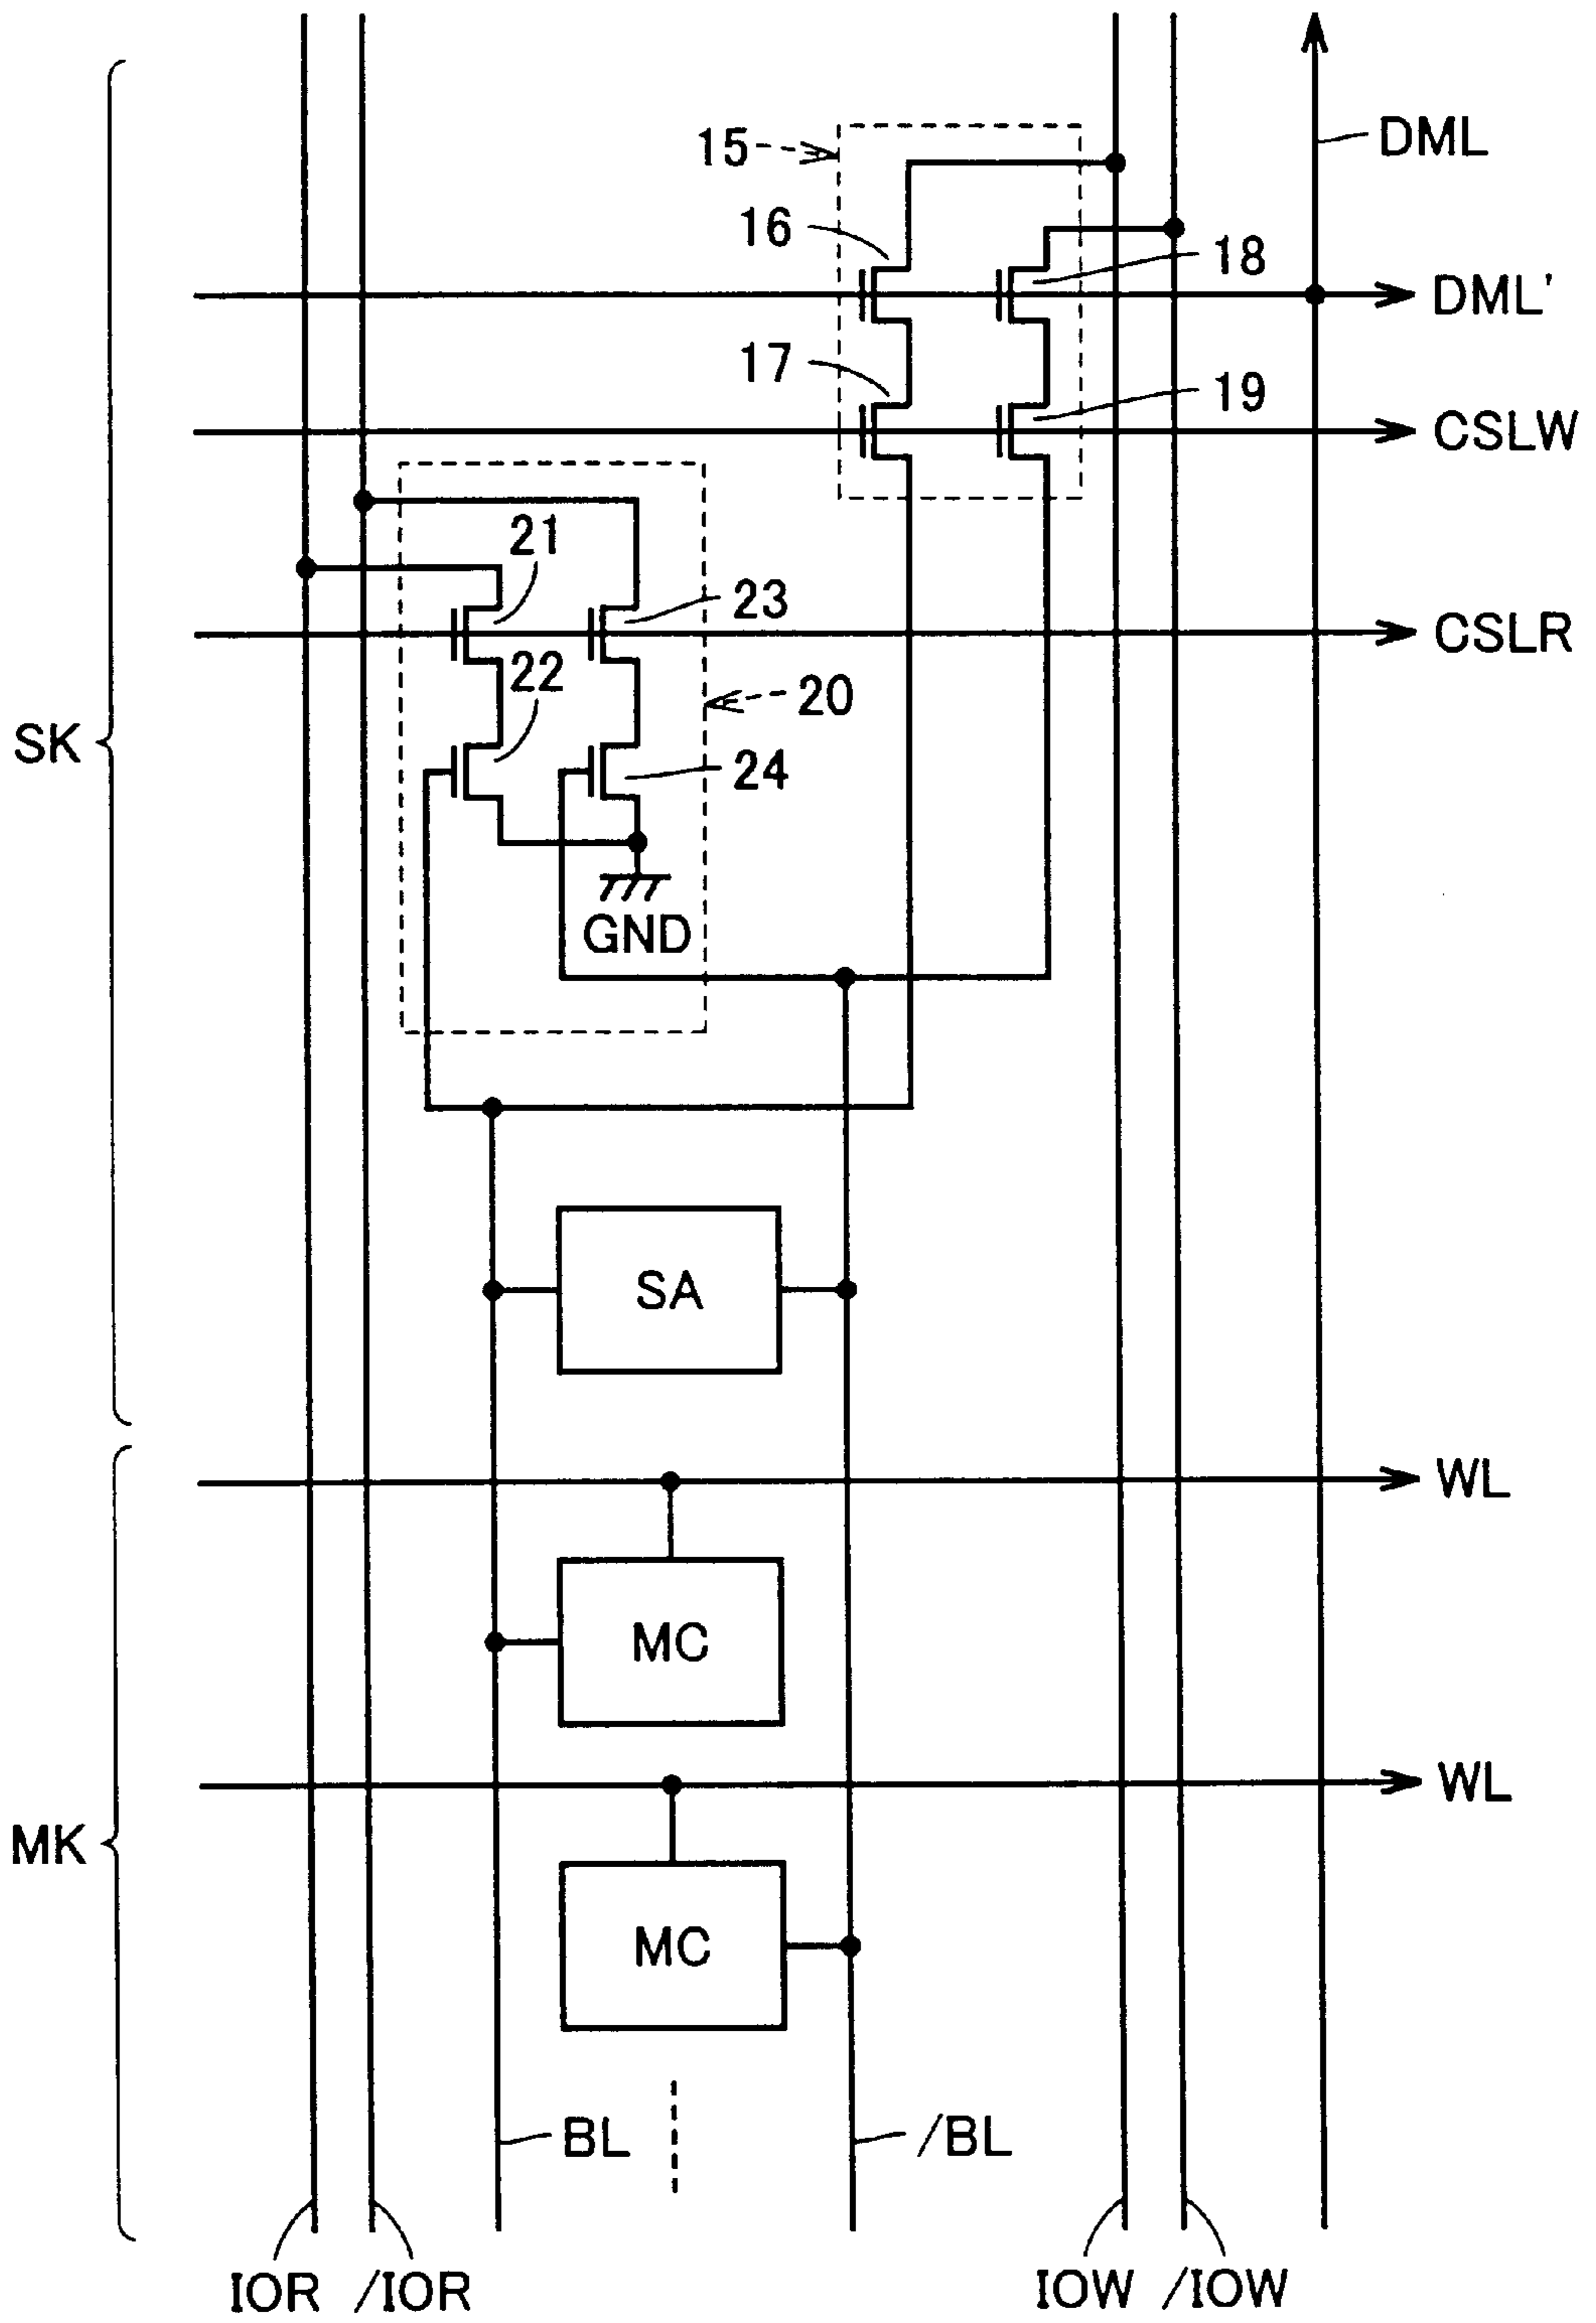 DML
15
16
18
DML'
17
19
CSLW
21
23
CSLR
22
20
SK
24
GND
SA
WL
MC
WL
MK
MC
BL
/BL
IOR /IOR
IOW /IOW